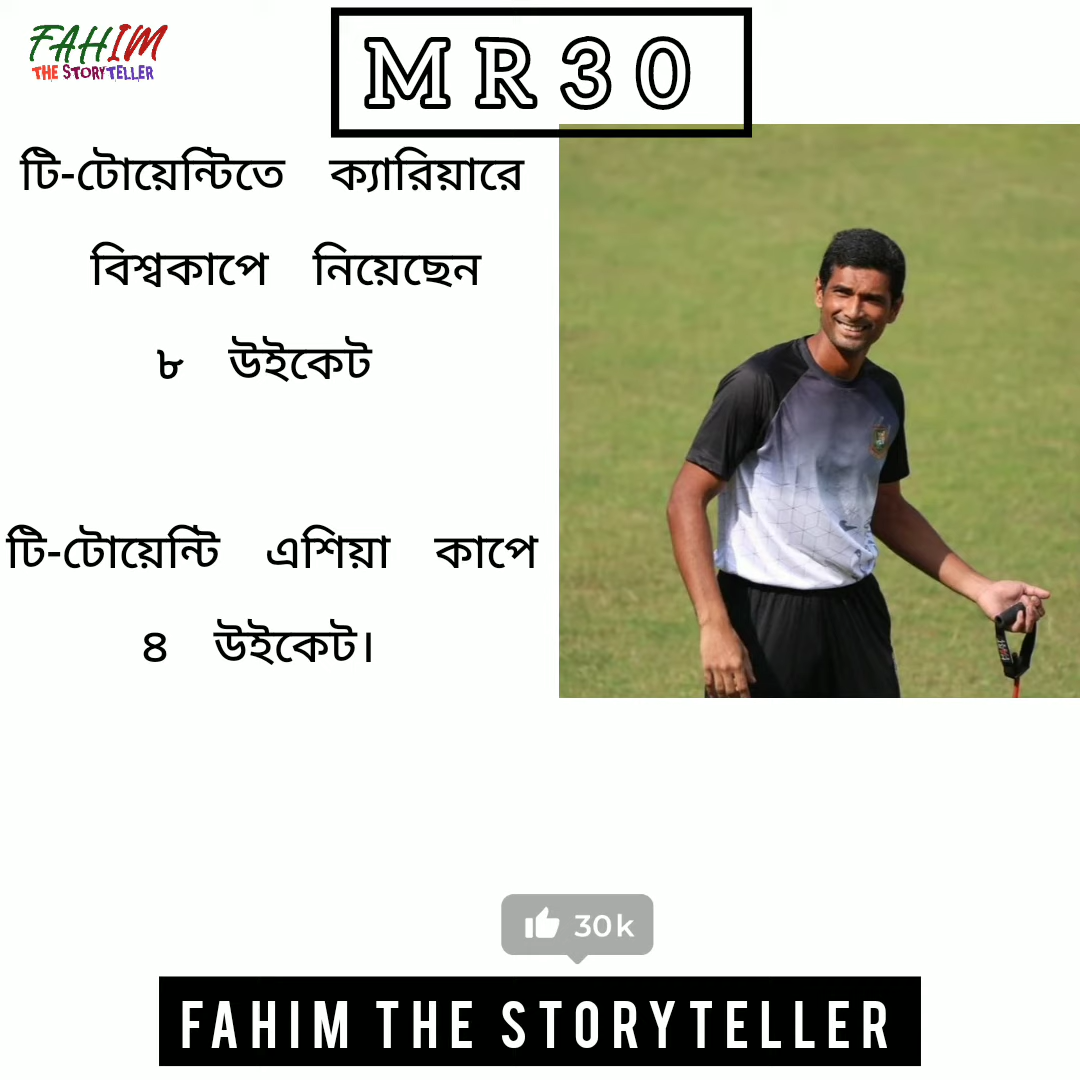 FAHIM
THE STORYTELLER
MR30
টি-টোয়েন্টিতে ক্যারিয়ারে
বিশ্বকাপে নিয়েছেন
৮ উইকেট
টি-টোয়েন্টি এশিয়া কাপে
৪ উইকেট।
30k
FAHIM THE STORYTELLER